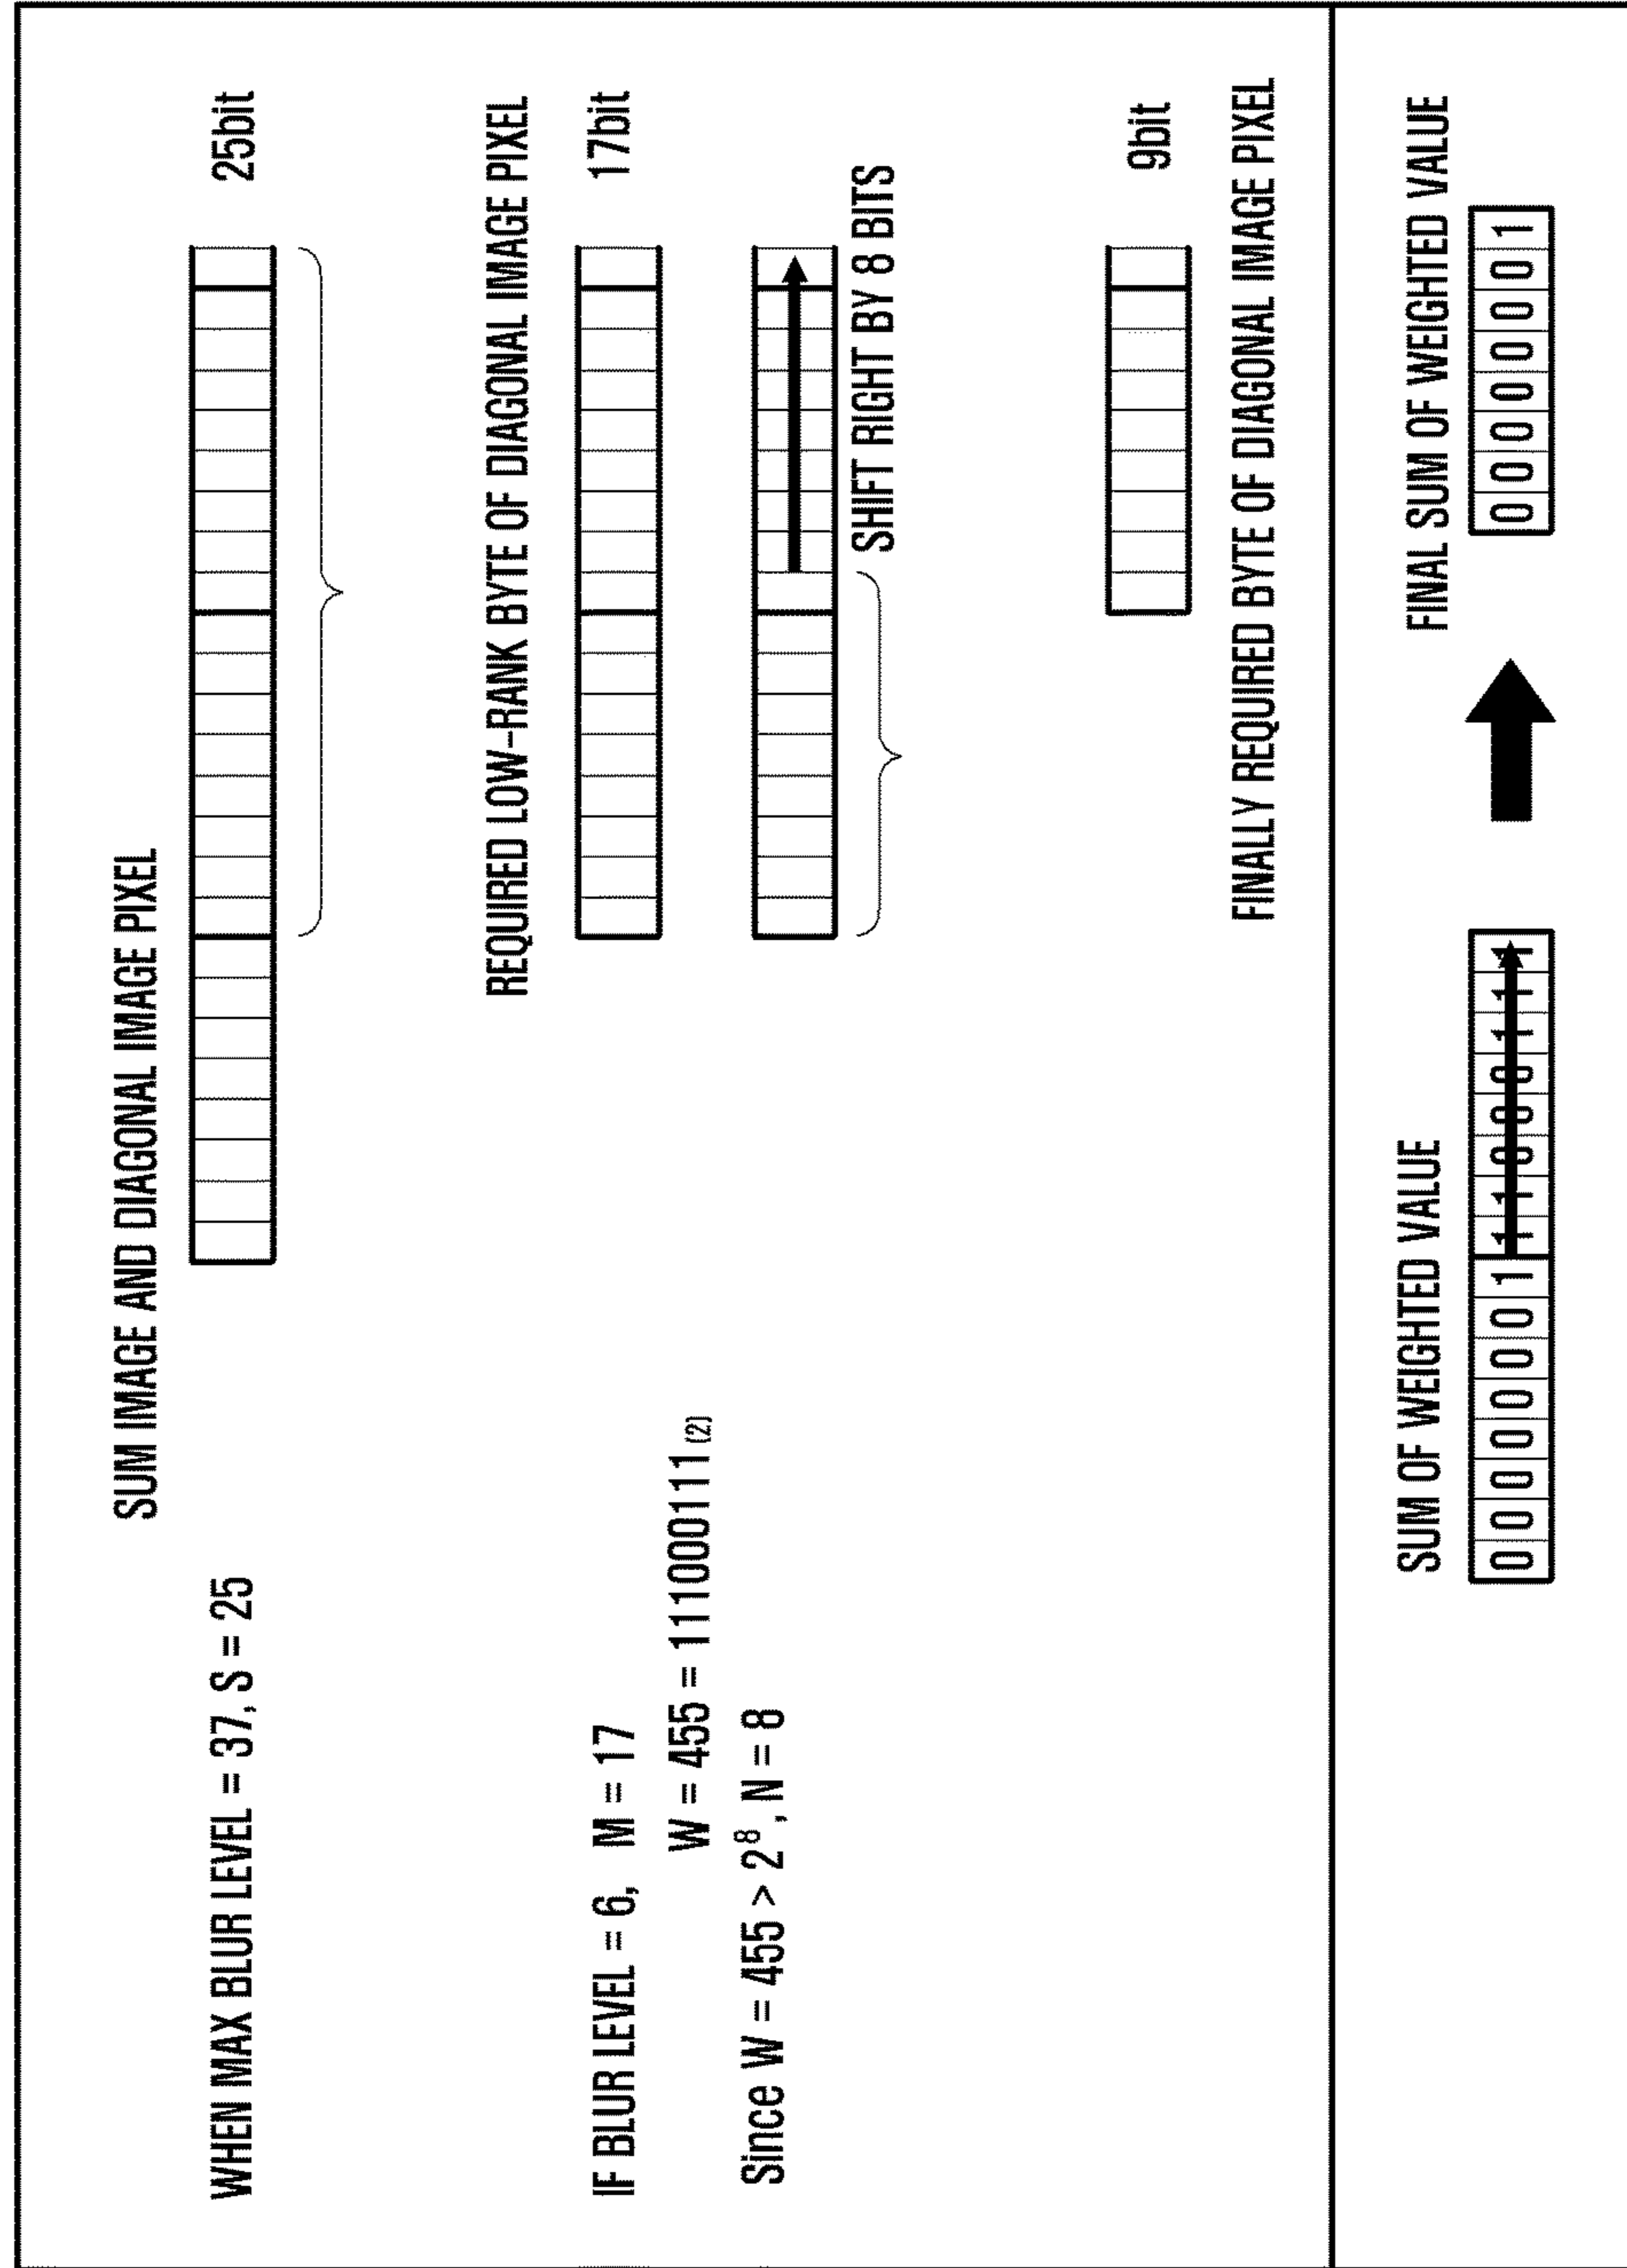 SUM IMAGE AND DIAGONAL IMAGE PIXEL
WHEN MAX BLUR LEVEL = 37, S = 25
25bit
REQUIRED LOW-RANK BYTE OF DIAGONAL IMAGE PIXEL
IF BLUR LEVEL = 6, M = 17
17bit
W = 455 = 111000111(2)
Since W = 455 > 2⁸, N = 8
SHIFT RIGHT BY 8 BITS
9bit
FINALLY REQUIRED BYTE OF DIAGONAL IMAGE PIXEL
SUM OF WEIGHTED VALUE
FINAL SUM OF WEIGHTED VALUE
0 0 0 0 0 0 0 1 1 1 0 0 0 1 1 1
0 0 0 0 0 0 0 1